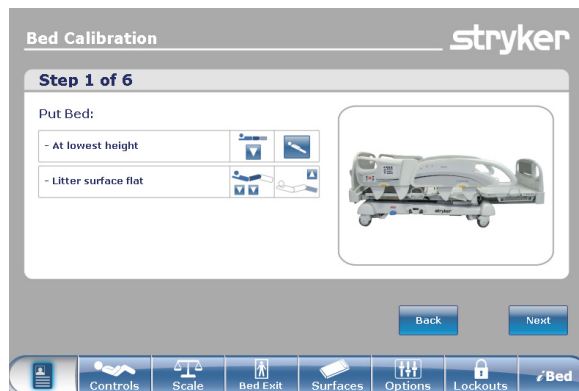 Bed Calibration
stryker
Step 1 of 6
Put Bed:
- At lowest height
- Litter surface flat
stryker
Back
Next
Controls
Scale
Bed Exit
Surfaces
Options
Lockouts
iBed